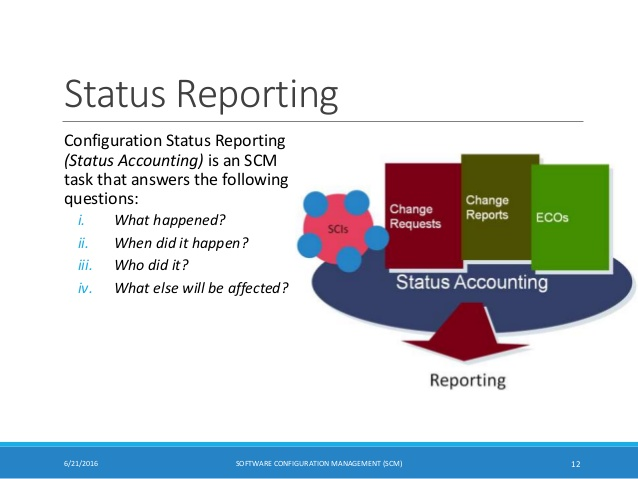 Status Reporting
Configuration Status Reporting
(Status Accounting) is an SCM
task that answers the following
questions:
i. What happened?
ii. When did it happen?
iii. Who did it?
iv. What else will be affected?
SCIs
Change
Requests
Change
Reports
ECOs
Status Accounting
Reporting
6/21/2016
SOFTWARE CONFIGURATION MANAGEMENT (SCM)
12